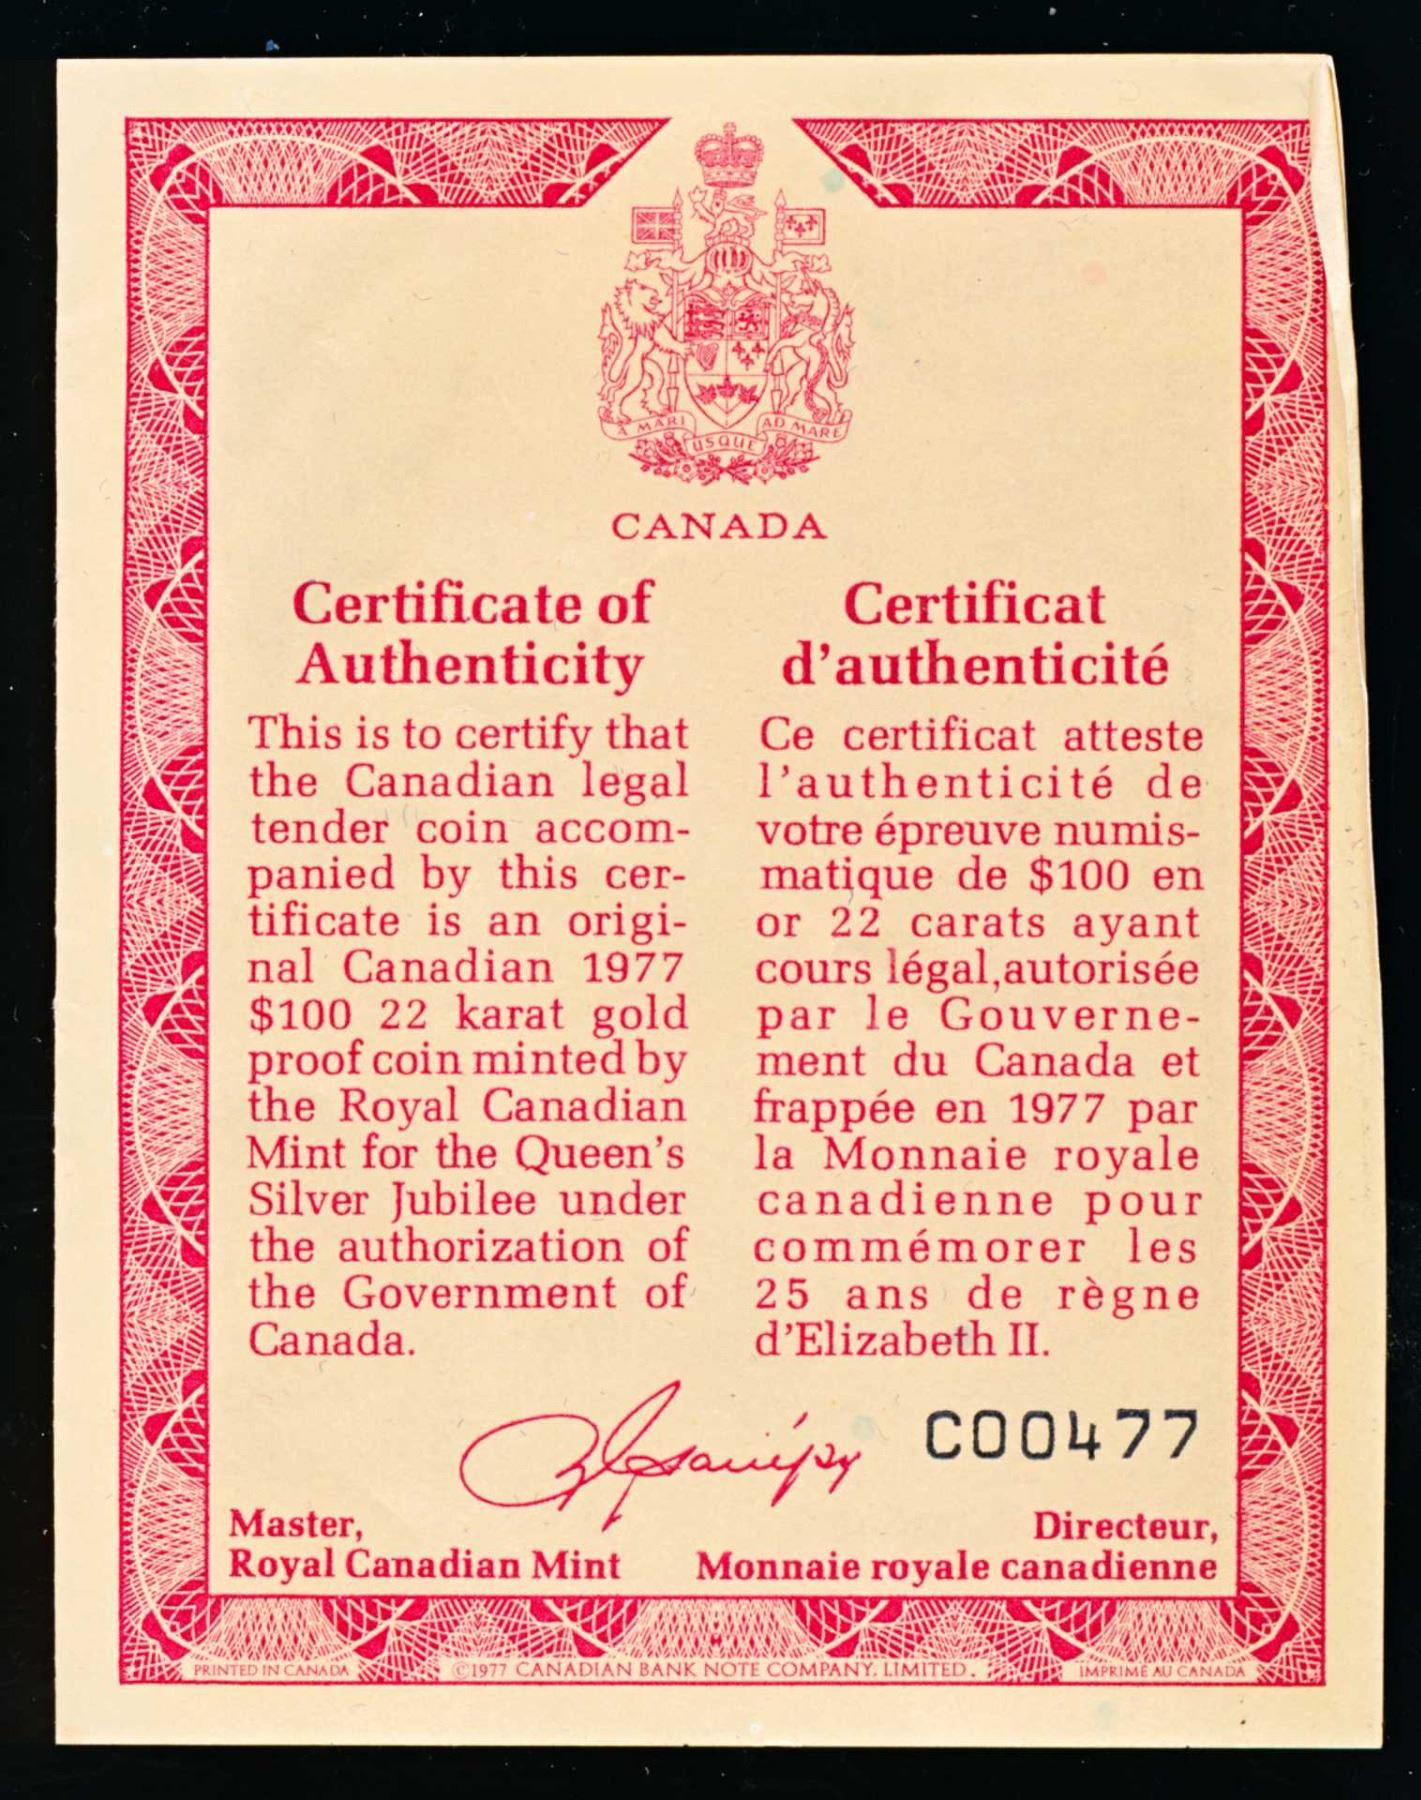 A MARI USQUE AD MARE
CANADA
Certificate of
Authenticity
This is to certify that
the Canadian legal
tender coin accom-
panied by this cer-
tificate is an origi-
nal Canadian 1977
$100 22 karat gold
proof coin minted by
the Royal Canadian
Mint for the Queen's
Silver Jubilee under
the authorization of
the Government of
Canada.
Certificat
d'authenticité
Ce certificat atteste
l'authenticité de
votre épreuve numis-
matique de $100 en
or 22 carats ayant
cours légal,autorisée
par le Gouverne-
ment du Canada et
frappée en 1977 par
la Monnaie royale
canadienne pour
commémorer les
25 ans de règne
d'Elizabeth II.
C00477
Master,
Royal Canadian Mint
Directeur,
Monnaie royale canadienne
PRINTED IN CANADA
©1977 CANADIAN BANK NOTE COMPANY, LIMITED.
IMPRIMÉ AU CANADA